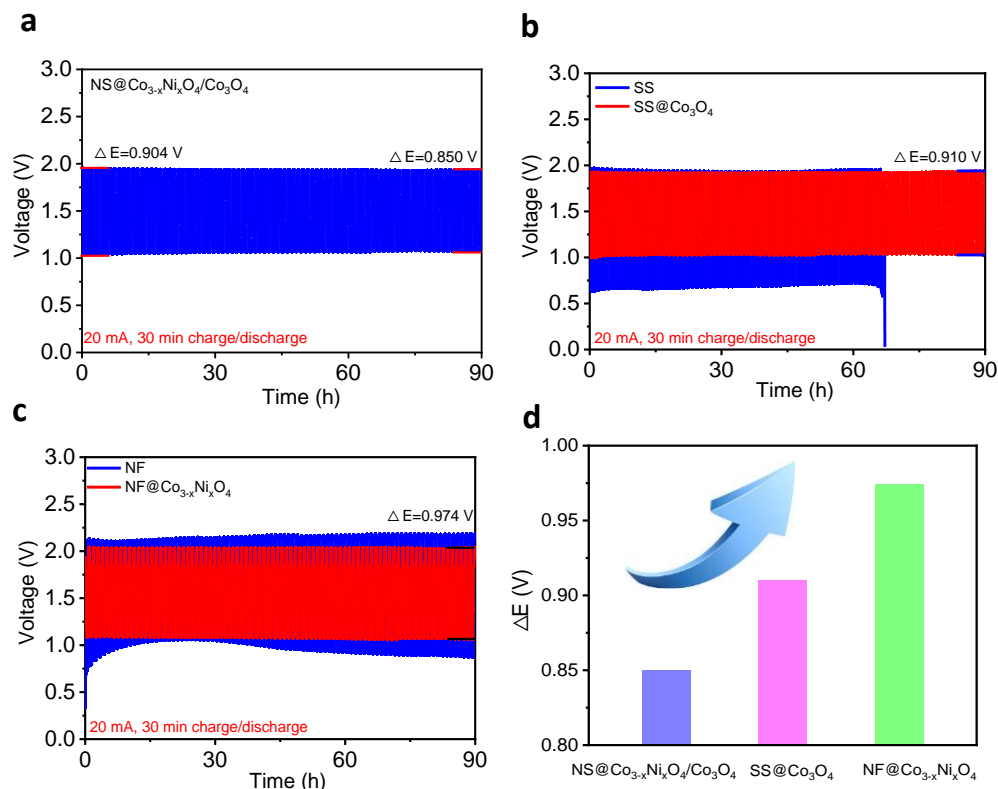 a
NS@Co₃₋ₓNiₓO₄/Co₃O₄
△E=0.904 V
△E=0.850 V
20 mA, 30 min charge/discharge
Voltage (V)
3.0
2.5
2.0
1.5
1.0
0.5
0.0
0 30 60 90
Time (h)
b
SS
SS@Co₃O₄
△E=0.910 V
20 mA, 30 min charge/discharge
Voltage (V)
3.0
2.5
2.0
1.5
1.0
0.5
0.0
0 30 60 90
Time (h)
c
NF
NF@Co₃₋ₓNiₓO₄
△E=0.974 V
20 mA, 30 min charge/discharge
Voltage (V)
3.0
2.5
2.0
1.5
1.0
0.5
0.0
0 30 60 90
Time (h)
d
ΔE (V)
1.00
0.95
0.90
0.85
0.80
NS@Co₃₋ₓNiₓO₄/Co₃O₄ SS@Co₃O₄ NF@Co₃₋ₓNiₓO₄